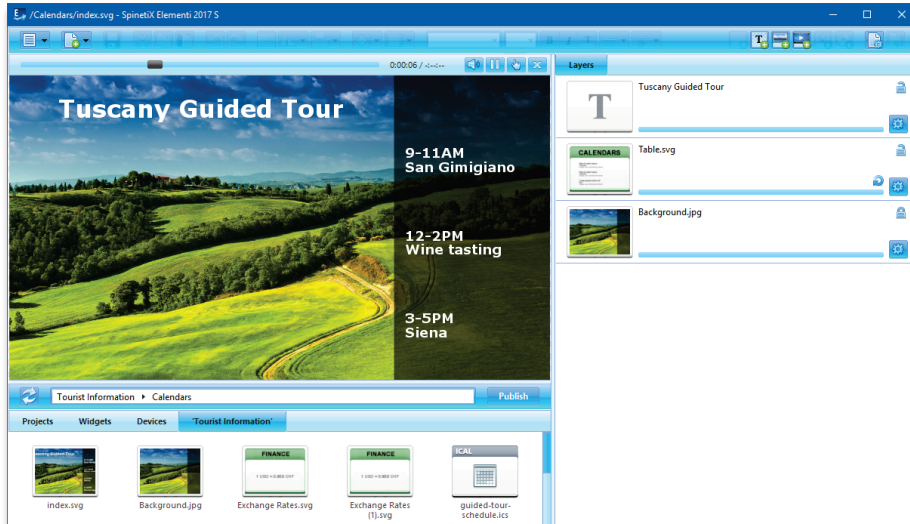 /Calendars/index.svg - SpinetiX Elementi 2017 S
0:00:06 / -:--:--
Layers
Tuscany Guided Tour
9-11AM
San Gimigiano
12-2PM
Wine tasting
3-5PM
Siena
T
Tuscany Guided Tour
CALENDARS
Table.svg
Background.jpg
Tourist Information ▸ Calendars
Publish
Projects
Widgets
Devices
'Tourist Information'
index.svg
Background.jpg
FINANCE
Exchange Rates.svg
FINANCE
Exchange Rates
(1).svg
ICAL
guided-tour-
schedule.ics